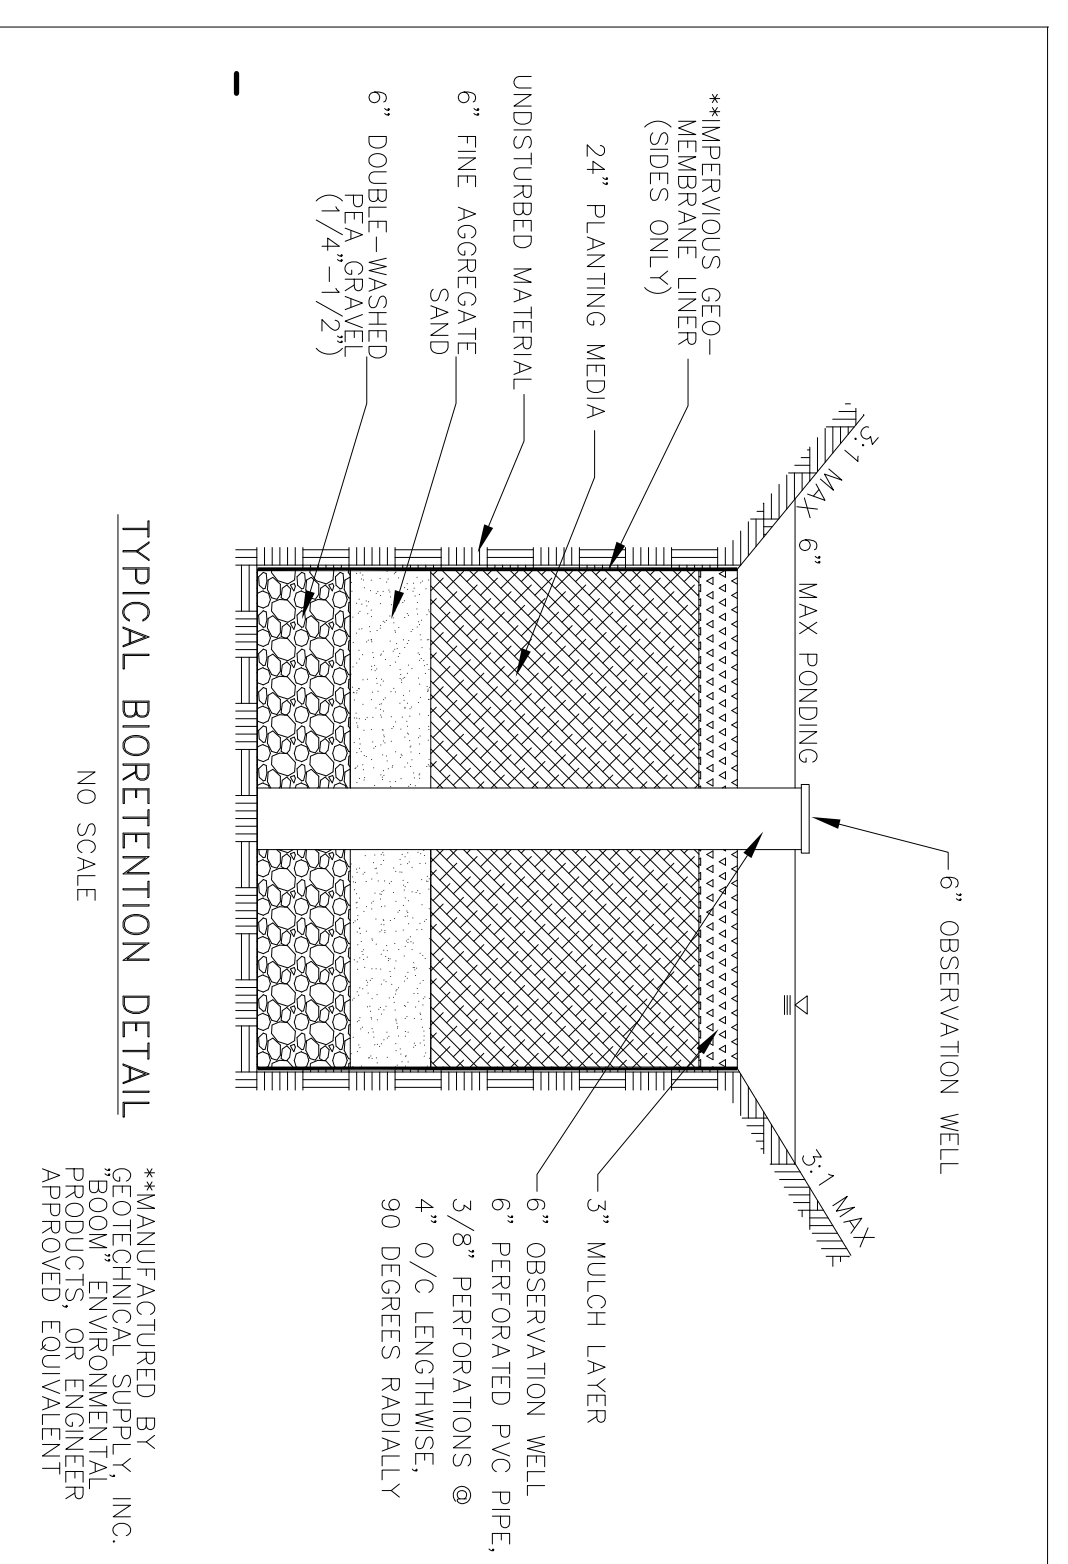 6" OBSERVATION WELL
3:1 MAX
3:1 MAX
6" MAX PONDING
**IMPERVIOUS GEO-
MEMBRANE LINER
(SIDES ONLY)
24" PLANTING MEDIA
UNDISTURBED MATERIAL
6" FINE AGGREGATE
SAND
6" DOUBLE-WASHED
PEA GRAVEL
(1/4"-1/2")
3" MULCH LAYER
6" OBSERVATION WELL
6" PERFORATED PVC PIPE,
3/8" PERFORATIONS @
4" O/C LENGTHWISE,
90 DEGREES RADIALLY
TYPICAL BIORETENTION DETAIL
NO SCALE
**MANUFACTURED BY
GEOTECHNICAL SUPPLY, INC.
"BOOM" ENVIRONMENTAL
PRODUCTS, OR ENGINEER
APPROVED EQUIVALENT